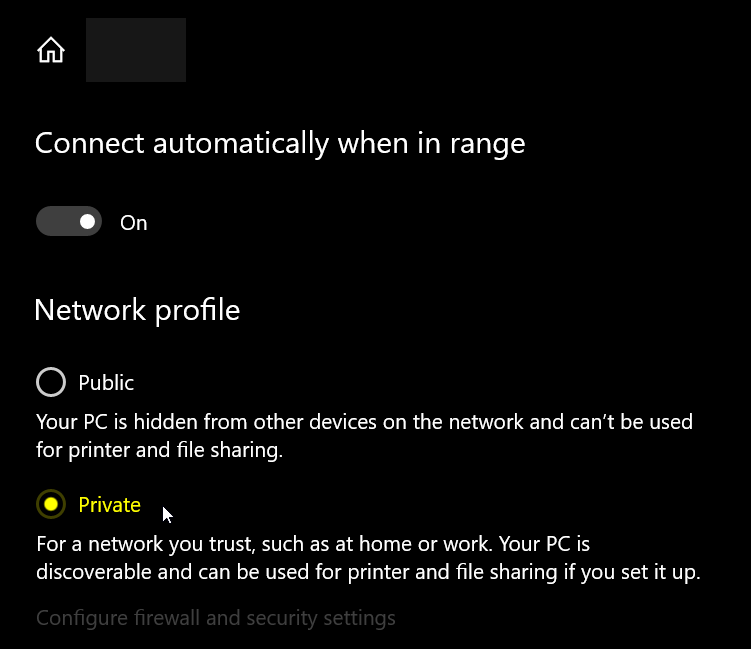 Connect automatically when in range
On
Network profile
Public
Your PC is hidden from other devices on the network and can’t be used
for printer and file sharing.
Private
For a network you trust, such as at home or work. Your PC is
discoverable and can be used for printer and file sharing if you set it up.
Configure firewall and security settings